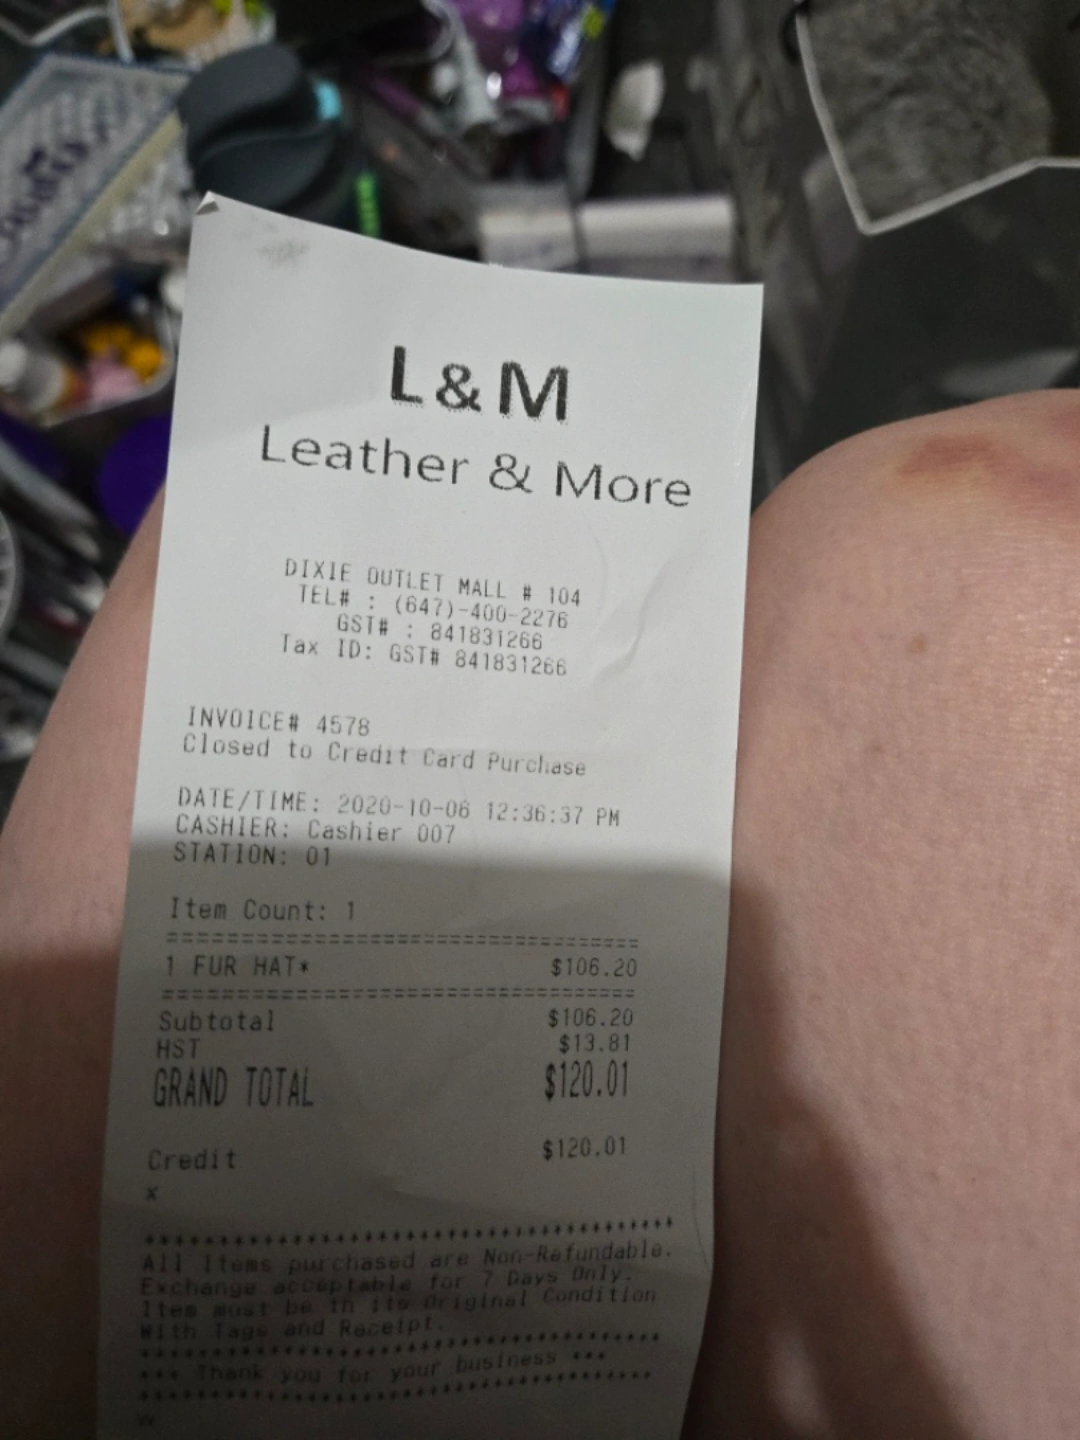 L&M
Leather & More
DIXIE OUTLET MALL # 104
TEL# : (647)-400-2276
GST# : 841831266
Tax ID: GST# 841831266
INVOICE# 4578
Closed to Credit Card Purchase
DATE/TIME: 2020-10-06 12:36:37 PM
CASHIER: Cashier 007
STATION: 01
Item Count: 1
======================================
1 FUR HAT* $106.20
======================================
Subtotal $106.20
HST $13.81
GRAND TOTAL $120.01
Credit $120.01
x
****************************************
All Items purchased are Non-Refundable.
Exchange acceptable for 7 Days Only.
Item must be in its Original Condition
With Tags and Receipt.
****************************************
*** Thank you for your business ***
****************************************